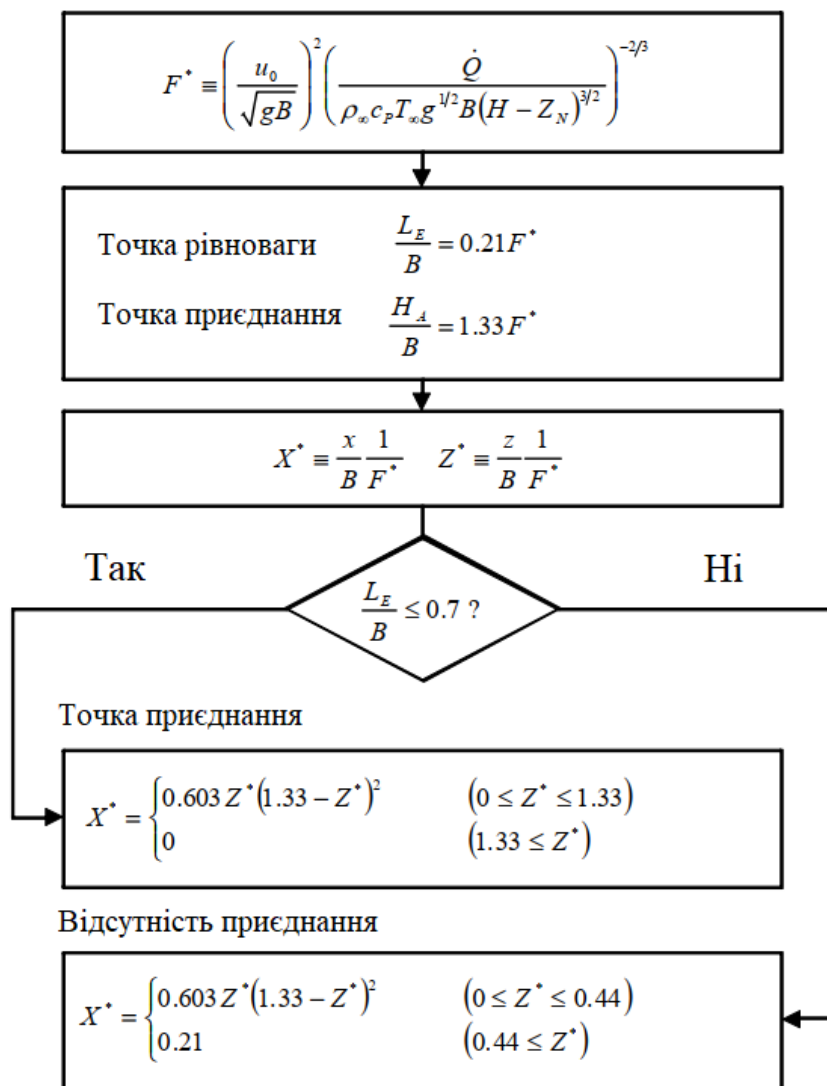 F* ≡ (u₀ / √(gB))² (Q̇ / (ρ∞ c_P T∞ g^{1/2} B(H − Z_N)^{3/2}))^{−2/3}
Точка рівноваги L_E / B = 0.21F*
Точка приєднання H_A / B = 1.33F*
X* ≡ x/B 1/F* Z* ≡ z/B 1/F*
Так Ні
L_E / B ≤ 0.7 ?
Точка приєднання
X* = { 0.603 Z*(1.33 − Z*)² (0 ≤ Z* ≤ 1.33)
0 (1.33 ≤ Z*)
Відсутність приєднання
X* = { 0.603 Z*(1.33 − Z*)² (0 ≤ Z* ≤ 0.44)
0.21 (0.44 ≤ Z*)